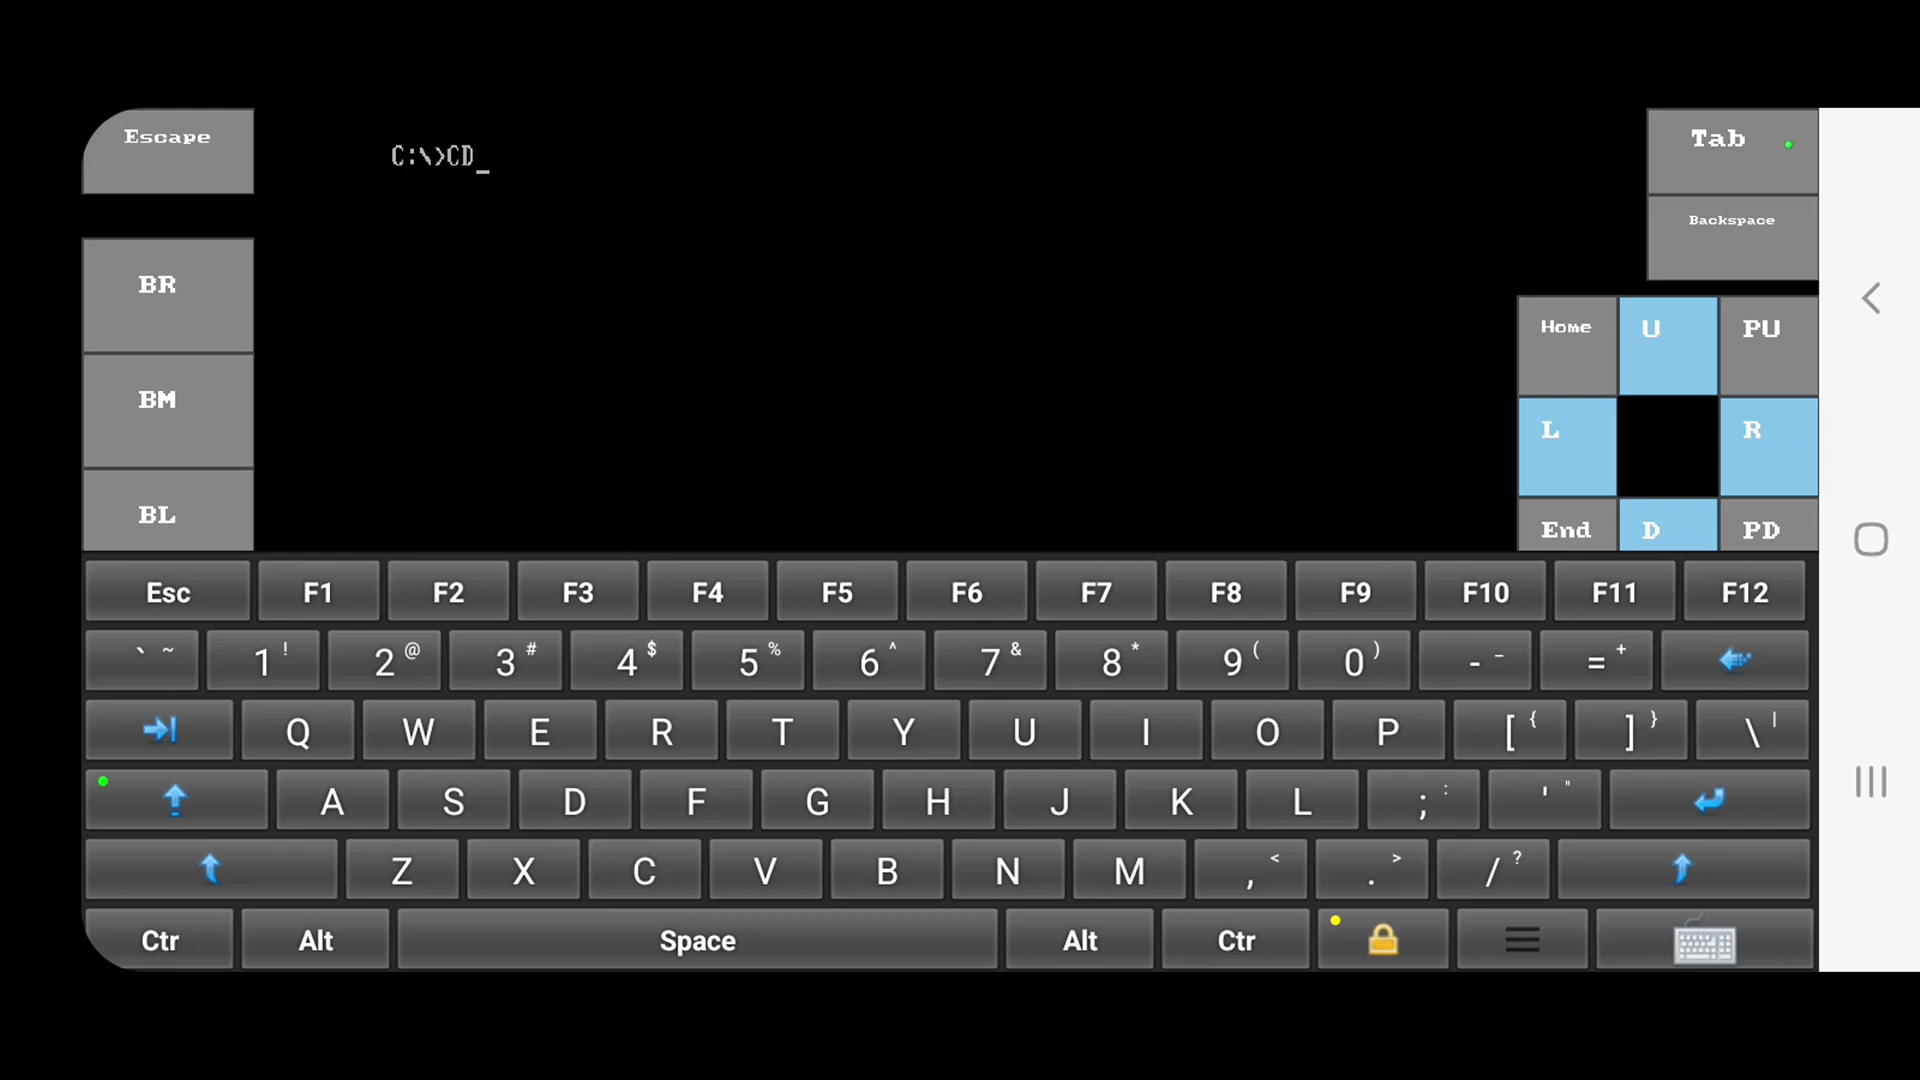 Escape
C:\>CD_
Tab
Backspace
BR
BM
BL
Home U PU
L R
End D PD
Esc F1 F2 F3 F4 F5 F6 F7 F8 F9 F10 F11 F12
` ~ 1 ! 2 @ 3 # 4 $ 5 % 6 ^ 7 & 8 * 9 ( 0 ) - _ = +
Q W E R T Y U I O P [ { ] } \ |
A S D F G H J K L ; : ' "
Z X C V B N M , < . > / ?
Ctr Alt Space Alt Ctr